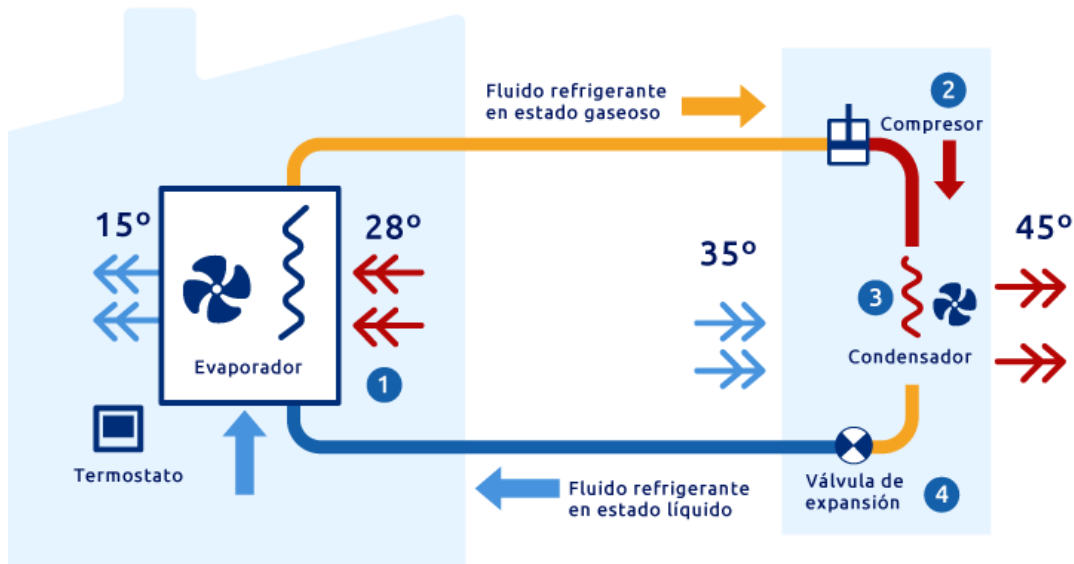 Fluido refrigerante
en estado gaseoso
2
Compresor
15º
28º
35º
45º
3
Evaporador
Condensador
1
Termostato
Válvula de
expansión
4
Fluido refrigerante
en estado líquido